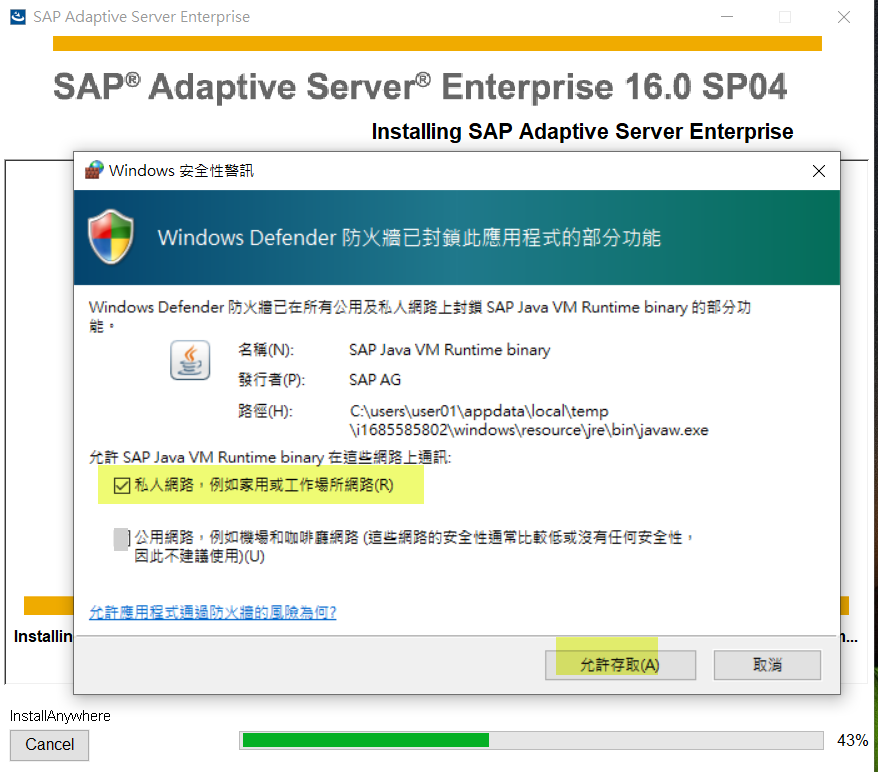 SAP Adaptive Server Enterprise
SAP® Adaptive Server® Enterprise 16.0 SP04
Installing SAP Adaptive Server Enterprise
Windows 安全性警訊
Windows Defender 防火牆已封鎖此應用程式的部分功能
Windows Defender 防火牆已在所有公用及私人網路上封鎖 SAP Java VM Runtime binary 的部分功
能。
名稱(N): SAP Java VM Runtime binary
發行者(P): SAP AG
路徑(H): C:\users\user01\appdata\local\temp
\i1685585802\windows\resource\jre\bin\javaw.exe
允許 SAP Java VM Runtime binary 在這些網路上通訊:
私人網路，例如家用或工作場所網路(R)
公用網路，例如機場和咖啡廳網路 (這些網路的安全性通常比較低或沒有任何安全性，
因此不建議使用)(U)
允許應用程式通過防火牆的風險為何?
Installin
允許存取(A) 取消
InstallAnywhere
Cancel 43%